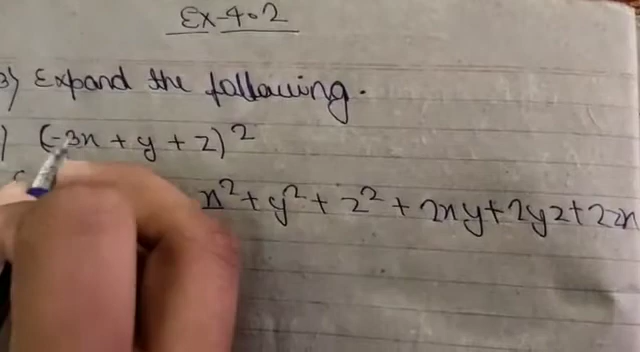 Ex-4.2
3) Expand the following.
) (-3x + y + z)²
x² + y² + z² + 2xy + 2yz + 2zx